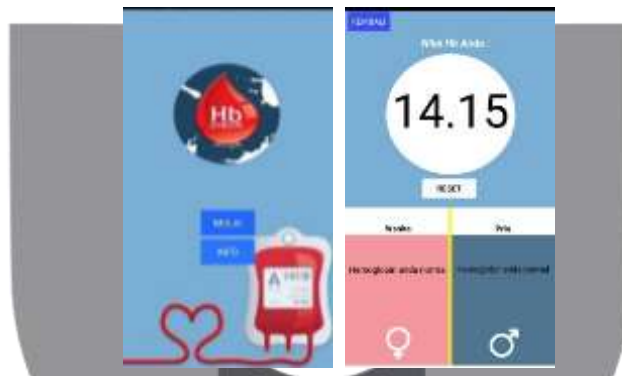 Hb
MULAI
INFO
A
KEMBALI
Nilai Hb Anda :
14.15
RESET
Wanita
Pria
Hemoglobin anda normal
Hemoglobin anda normal